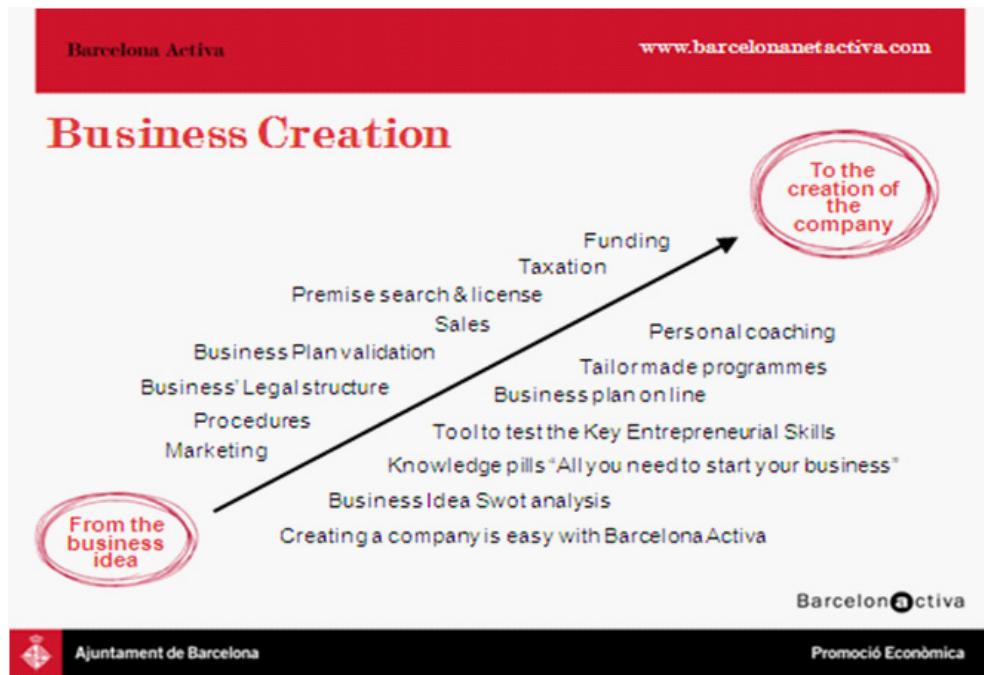 Barcelona Activa
www.barcelonanetactiva.com
Business Creation
To the
creation of
the
company
Funding
Taxation
Premise search & license
Sales
Business Plan validation
Business' Legal structure
Procedures
Marketing
Personal coaching
Tailor made programmes
Business plan on line
Tool to test the Key Entrepreneurial Skills
Knowledge pills "All you need to start your business"
Business Idea Swot analysis
Creating a company is easy with Barcelona Activa
From the
business
idea
Barcelonactiva
Ajuntament de Barcelona
Promoció Econòmica